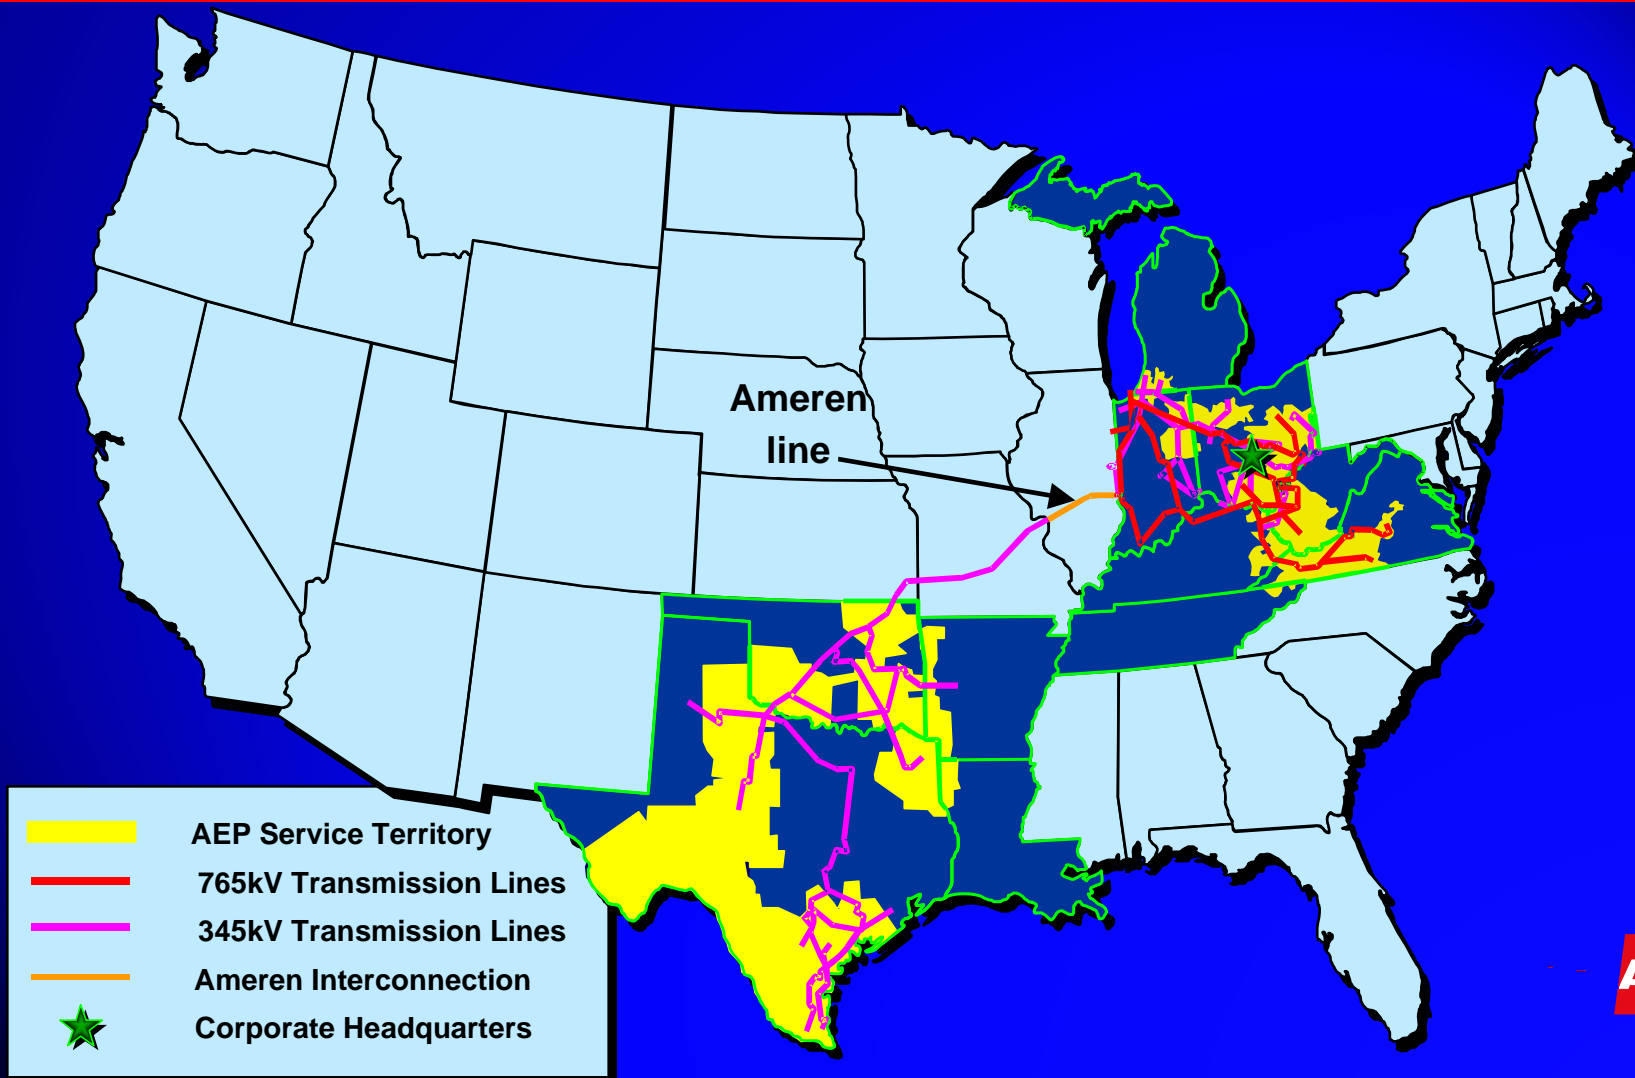 Ameren
line
AEP Service Territory
765kV Transmission Lines
345kV Transmission Lines
Ameren Interconnection
Corporate Headquarters
A